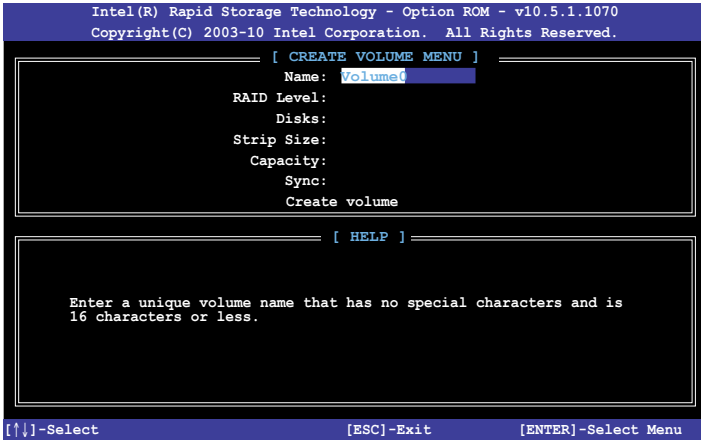 Intel(R) Rapid Storage Technology - Option ROM - v10.5.1.1070
Copyright(C) 2003-10 Intel Corporation.  All Rights Reserved.
[ CREATE VOLUME MENU ]
Name: Volume0
RAID Level:
Disks:
Strip Size:
Capacity:
Sync:
Create volume
[ HELP ]
Enter a unique volume name that has no special characters and is
16 characters or less.
[↑↓]-Select [ESC]-Exit [ENTER]-Select Menu